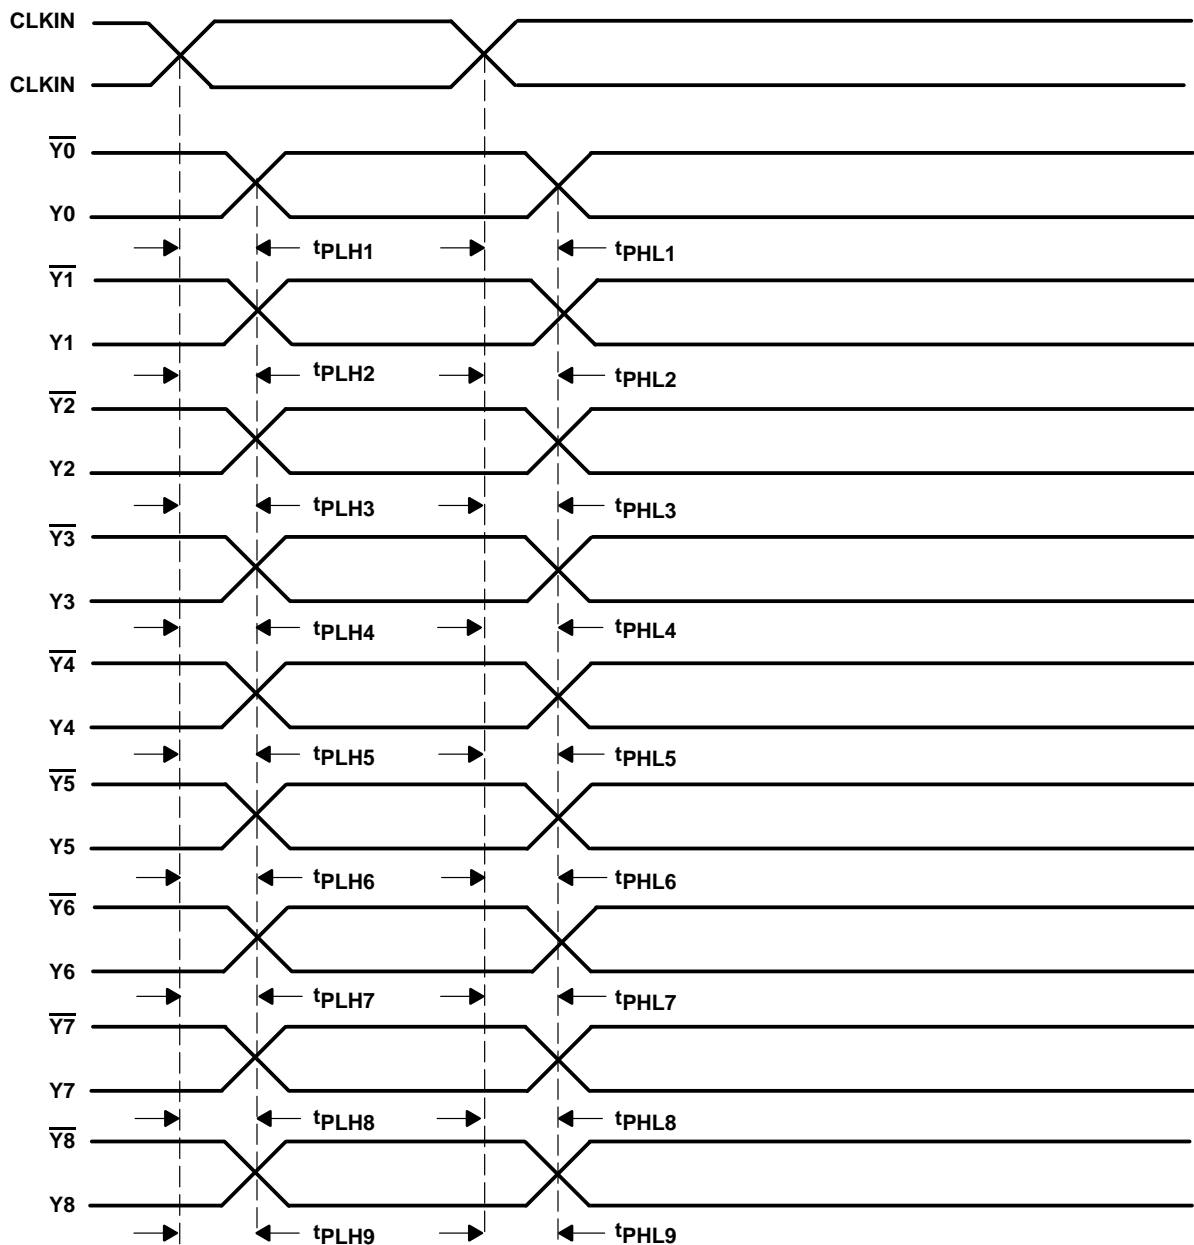 CLKIN
CLKIN
Y0
Y0
tPLH1 tPHL1
Y1
Y1
tPLH2 tPHL2
Y2
Y2
tPLH3 tPHL3
Y3
Y3
tPLH4 tPHL4
Y4
Y4
tPLH5 tPHL5
Y5
Y5
tPLH6 tPHL6
Y6
Y6
tPLH7 tPHL7
Y7
Y7
tPLH8 tPHL8
Y8
Y8
tPLH9 tPHL9